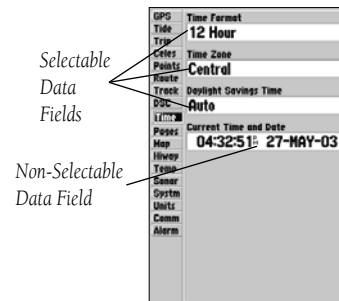 Selectable
Data
Fields
Non-Selectable
Data Field
GPS
Tide
Trip
Celes
Points
Route
Track
DSC
Time
Poses
Map
Hiway
Temp
Sonar
Systm
Units
Comm
Alarm
Time Format
12 Hour
Time Zone
Central
Daylight Savings Time
Auto
Current Time and Date
04:32:51 27-MAY-03